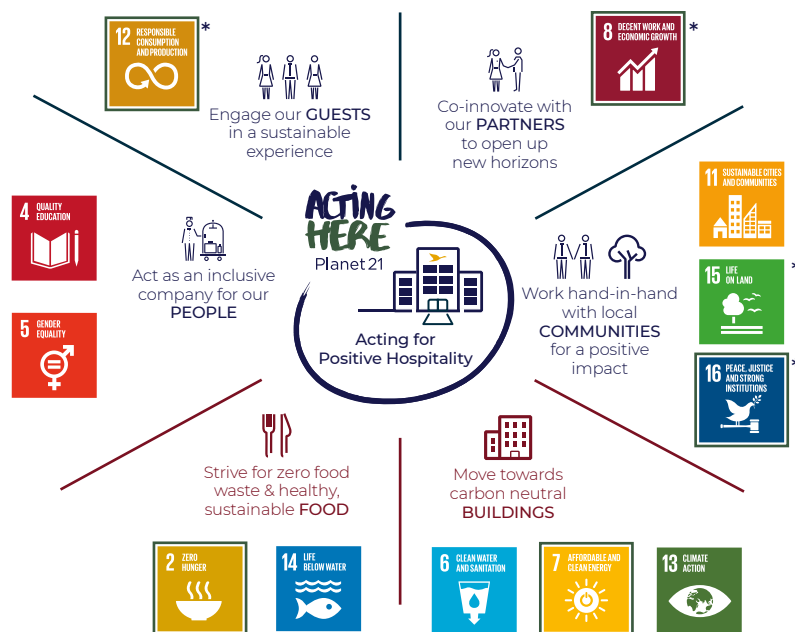 12 RESPONSIBLE
CONSUMPTION
AND PRODUCTION
*
Engage our GUESTS
in a sustainable
experience
8 DECENT WORK AND
ECONOMIC GROWTH
*
Co-innovate with
our PARTNERS
to open up
new horizons
4 QUALITY
EDUCATION
5 GENDER
EQUALITY
Act as an inclusive
company for our
PEOPLE
ACTING
HERE
Planet 21
Acting for
Positive Hospitality
Work hand-in-hand
with local
COMMUNITIES
for a positive
impact
11 SUSTAINABLE CITIES
AND COMMUNITIES
15 LIFE
ON LAND
*
16 PEACE, JUSTICE
AND STRONG
INSTITUTIONS
*
Strive for zero food
waste & healthy,
sustainable FOOD
2 ZERO
HUNGER
14 LIFE
BELOW WATER
Move towards
carbon neutral
BUILDINGS
6 CLEAN WATER
AND SANITATION
7 AFFORDABLE AND
CLEAN ENERGY
13 CLIMATE
ACTION